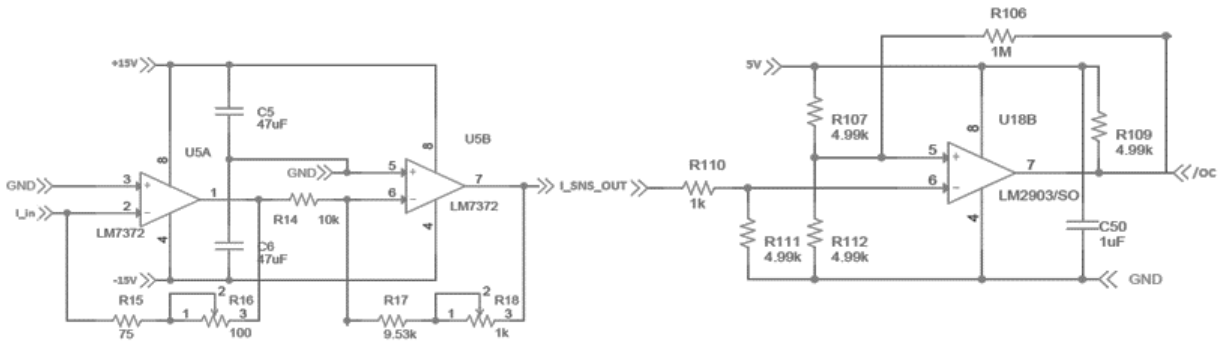 R106
1M
+15V
5V
C5
47uF
R107
4.99k
U18B
8
R109
4.99k
U5A
8
U5B
8
GND
5
+
7
I_SNS_OUT
R110
1k
5
+
7
/OC
GND
3
+
1
6
−
6
−
LM2903/SO
I_in
2
−
R14
10k
LM7372
LM7372
4
4
4
C6
47uF
R111
4.99k
R112
4.99k
C50
1uF
-15V
GND
R15
75
1
2
R16
3
100
R17
9.53k
1
2
R18
3
1k